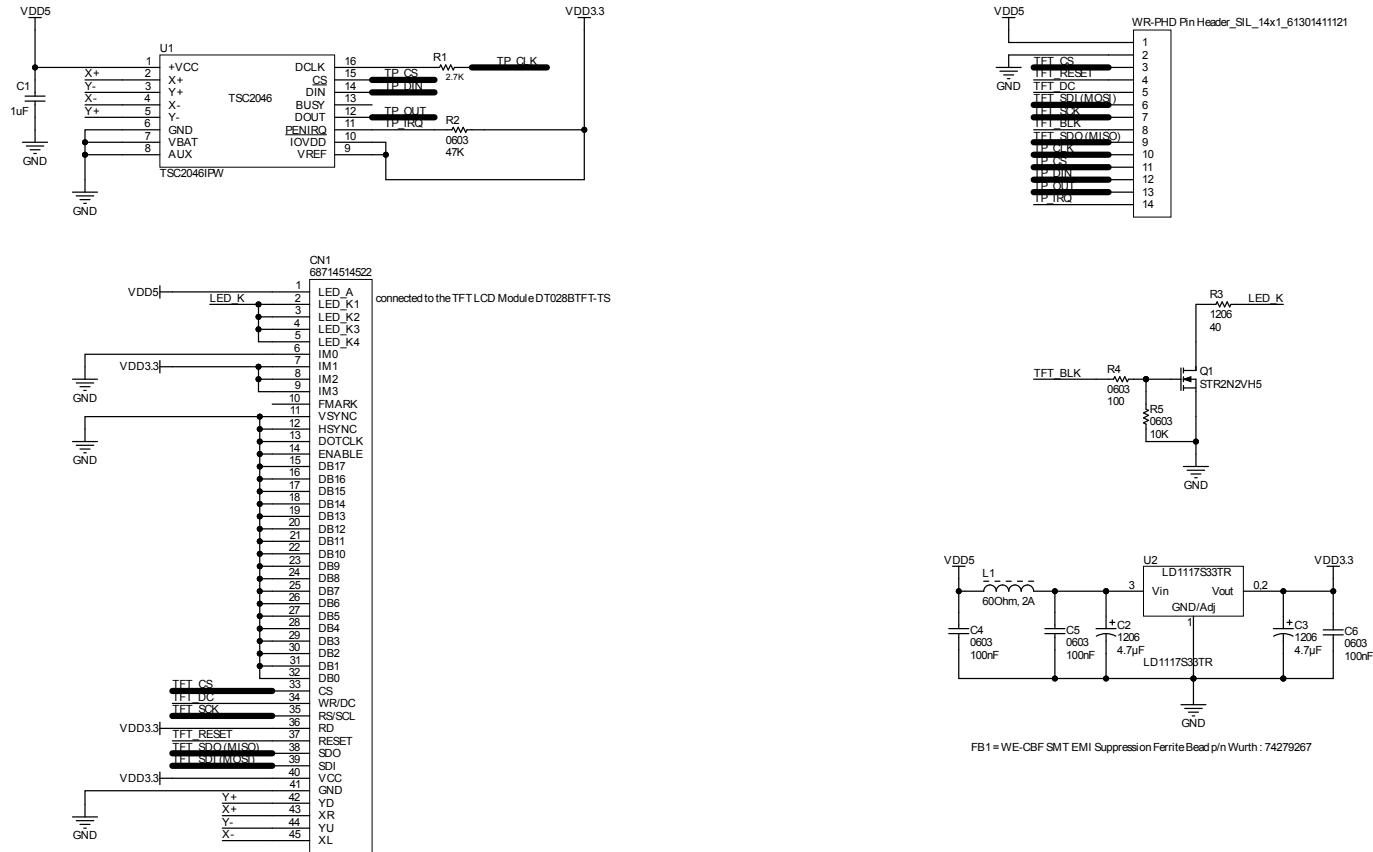 VDD5
VDD3.3
U1
1 +VCC
X+ 2 X+
Y- 3 Y+
X- 4 X-
Y+ 5 Y-
6 GND
7 VBAT
8 AUX
TSC2046
DCLK 16
CS 15 TP_CS
DIN 14 TP_DIN
BUSY 13
DOUT 12 TP_OUT
PENIRQ 11 TP_IRQ
IOVDD 10
VREF 9
TSC2046IPW
R1
2.7K
TP_CLK
R2
0603
47K
C1
1uF
GND
GND
VDD5
WR-PHD Pin Header_SIL_14x1_61301411121
1
2
GND
TFT_CS 3
TFT_RESET 4
TFT_DC 5
TFT_SDI (MOSI) 6
TFT_SCK 7
TFT_BLK 8
TFT_SDO (MISO) 9
TP_CLK 10
TP_CS 11
TP_DIN 12
TP_OUT 13
TP_IRQ 14
CN1
68714514522
connected to the TFT LCD Module DT028BTFT-TS
VDD5 1 LED_A
LED_K 2 LED_K1
3 LED_K2
4 LED_K3
5 LED_K4
6 IM0
VDD3.3 7 IM1
8 IM2
9 IM3
GND
10 FMARK
11 VSYNC
12 HSYNC
13 DOTCLK
14 ENABLE
GND
15 DB17
16 DB16
17 DB15
18 DB14
19 DB13
20 DB12
21 DB11
22 DB10
23 DB9
24 DB8
25 DB7
26 DB6
27 DB5
28 DB4
29 DB3
30 DB2
31 DB1
32 DB0
TFT_CS 33 CS
TFT_DC 34 WR/DC
TFT_SCK 35 RS/SCL
VDD3.3 36 RD
TFT_RESET 37 RESET
TFT_SDO (MISO) 38 SDO
TFT_SDI (MOSI) 39 SDI
VDD3.3 40 VCC
41 GND
GND
Y+ 42 YD
X+ 43 XR
Y- 44 YU
X- 45 XL
R3
1206
40
LED_K
TFT_BLK
R4
0603
100
Q1
STR2N2VH5
R5
0603
10K
GND
VDD5
L1
60Ohm, 2A
U2
LD1117S33TR
3 Vin
Vout 0,2
GND/Adj
1
LD1117S33TR
VDD3.3
C4
0603
100nF
C5
0603
100nF
+ C2
1206
4.7µF
+ C3
1206
4.7µF
C6
0603
100nF
GND
FB1 = WE-CBF SMT EMI Suppression Ferrite Bead p/n Wurth : 74279267